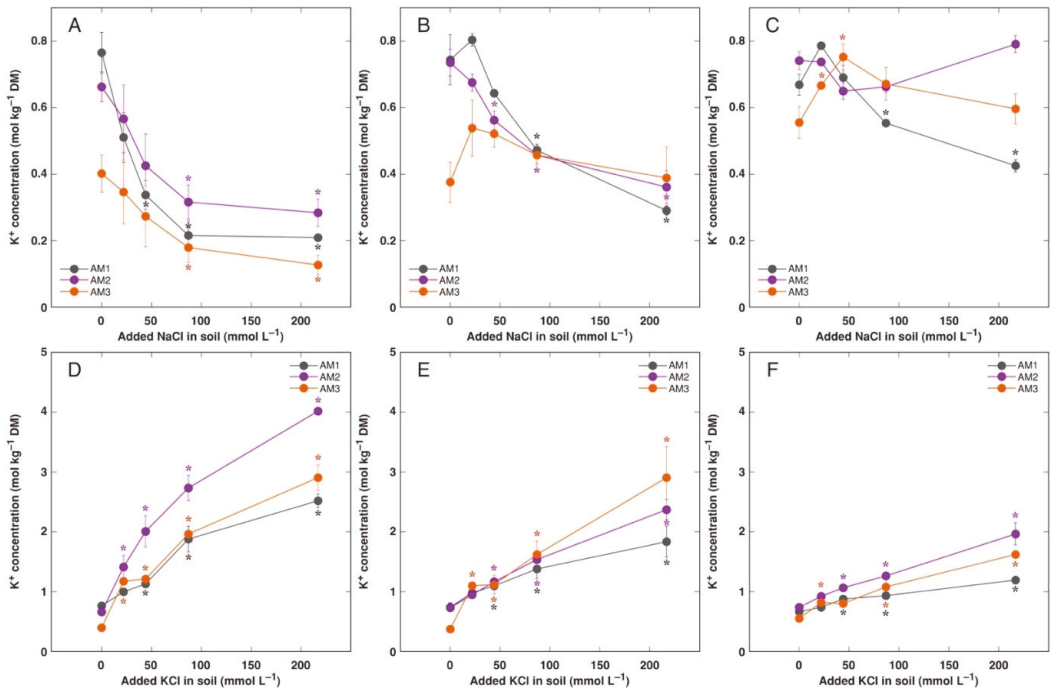 A
K⁺ concentration (mol kg⁻¹ DM)
0.8
0.6
0.4
0.2
0
AM1
AM2
AM3
0 50 100 150 200
Added NaCl in soil (mmol L⁻¹)
B
K⁺ concentration (mol kg⁻¹ DM)
0.8
0.6
0.4
0.2
0
AM1
AM2
AM3
0 50 100 150 200
Added NaCl in soil (mmol L⁻¹)
C
K⁺ concentration (mol kg⁻¹ DM)
0.8
0.6
0.4
0.2
0
AM1
AM2
AM3
0 50 100 150 200
Added NaCl in soil (mmol L⁻¹)
D
K⁺ concentration (mol kg⁻¹ DM)
5
4
3
2
1
0
AM1
AM2
AM3
0 50 100 150 200
Added KCl in soil (mmol L⁻¹)
E
K⁺ concentration (mol kg⁻¹ DM)
5
4
3
2
1
0
AM1
AM2
AM3
0 50 100 150 200
Added KCl in soil (mmol L⁻¹)
F
K⁺ concentration (mol kg⁻¹ DM)
5
4
3
2
1
0
AM1
AM2
AM3
0 50 100 150 200
Added KCl in soil (mmol L⁻¹)